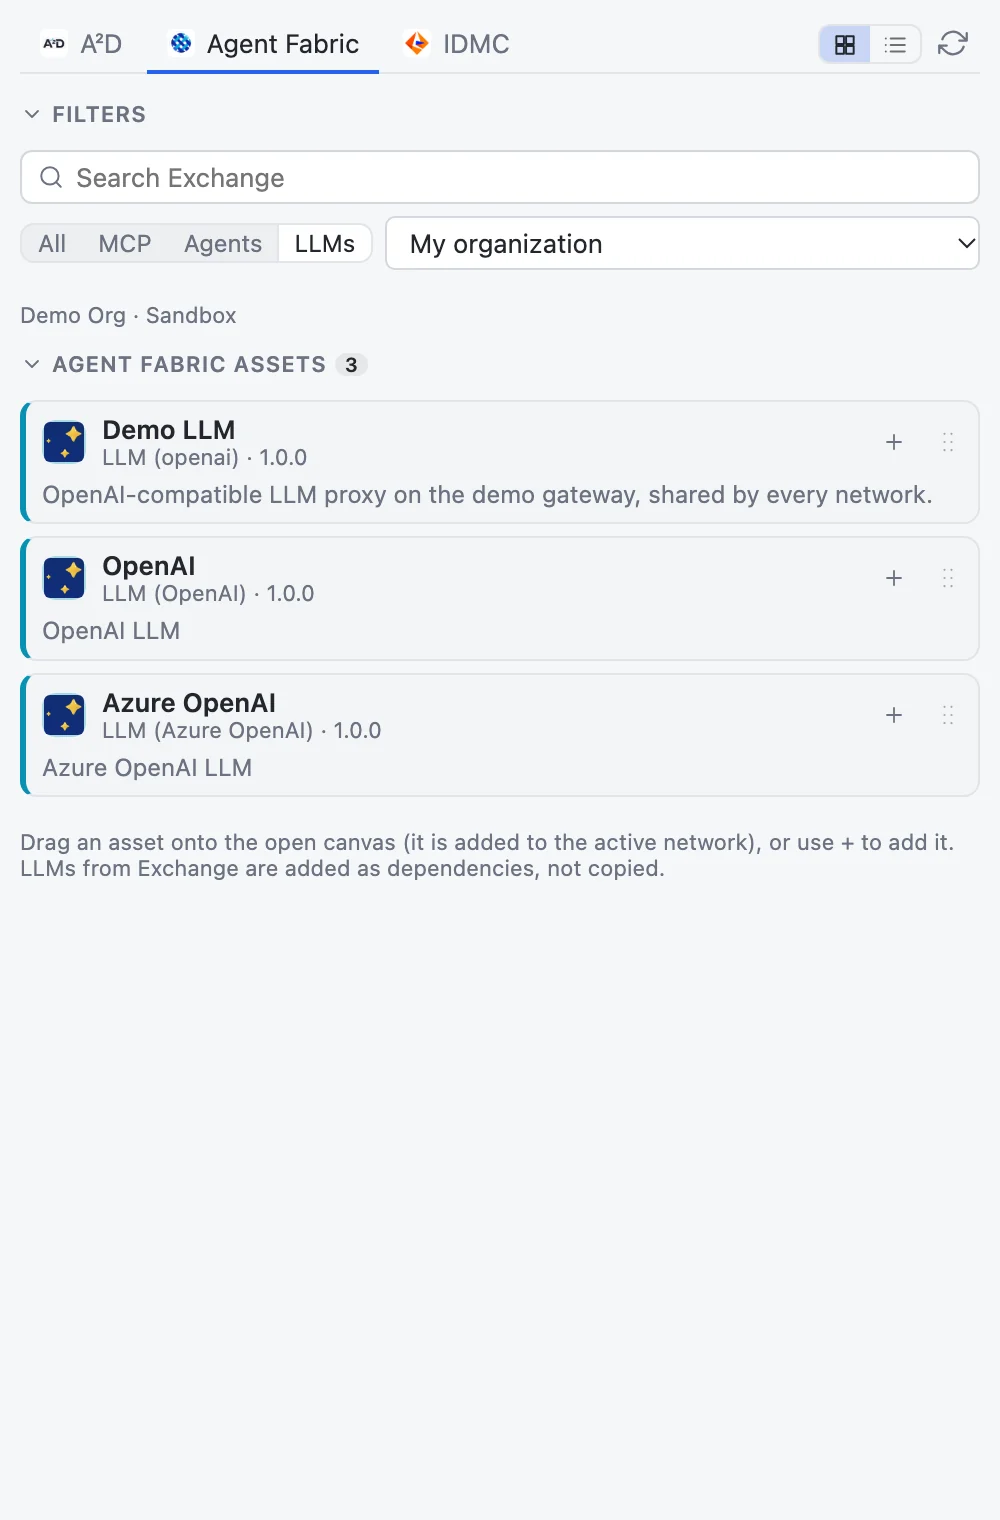 A²D A²D Agent Fabric IDMC
FILTERS
Search Exchange
All MCP Agents LLMs My organization
Demo Org · Sandbox
AGENT FABRIC ASSETS 3
Demo LLM
LLM (openai) · 1.0.0
OpenAI-compatible LLM proxy on the demo gateway, shared by every network.
OpenAI
LLM (OpenAI) · 1.0.0
OpenAI LLM
Azure OpenAI
LLM (Azure OpenAI) · 1.0.0
Azure OpenAI LLM
Drag an asset onto the open canvas (it is added to the active network), or use + to add it.
LLMs from Exchange are added as dependencies, not copied.